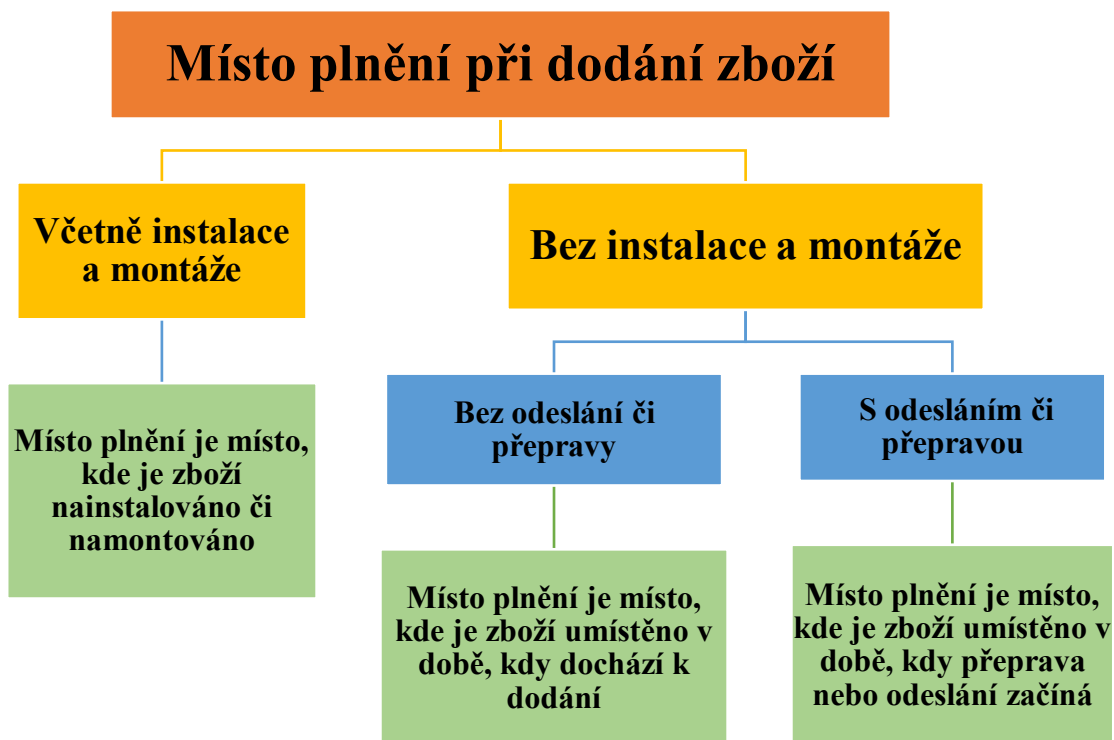 Místo plnění při dodání zboží
Včetně instalace
a montáže
Bez instalace a montáže
Místo plnění je místo,
kde je zboží
nainstalováno či
namontováno
Bez odeslání či
přepravy
S odesláním či
přepravou
Místo plnění je místo,
kde je zboží umístěno v
době, kdy dochází k
dodání
Místo plnění je místo,
kde je zboží umístěno v
době, kdy přeprava
nebo odeslání začíná